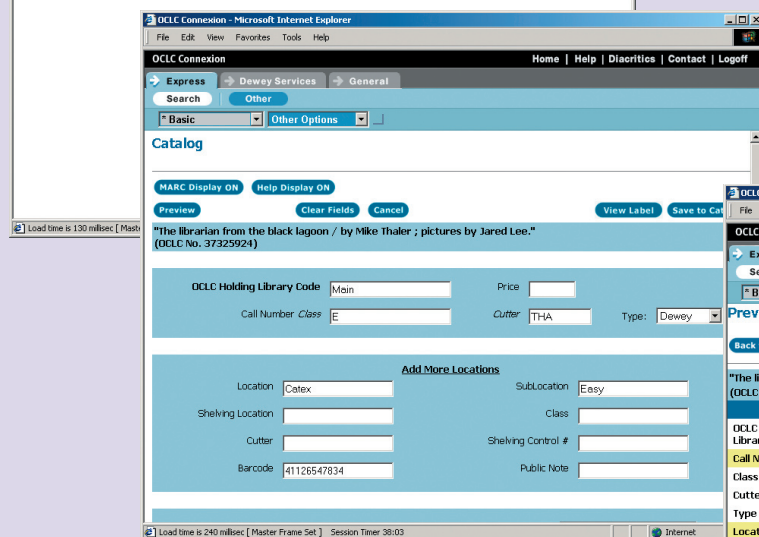 OCLC Connexion - Microsoft Internet Explorer
File Edit View Favorites Tools Help
OCLC Connexion Home | Help | Diacritics | Contact | Logoff
Express Dewey Services General
Search Other
* Basic Other Options
Catalog
MARC Display ON Help Display ON
Preview Clear Fields Cancel View Label Save to Cat
"The librarian from the black lagoon / by Mike Thaler ; pictures by Jared Lee."
(OCLC No. 37325924)
OCLC Holding Library Code Main Price
Call Number Class E Cutter THA Type: Dewey
Add More Locations
Location Catex SubLocation Easy
Shelving Location Class
Cutter Shelving Control #
Barcode 41126547834 Public Note
Load time is 240 millisec [ Master Frame Set ] Session Timer 38:03 Internet
Load time is 130 millisec [ Maste
OCLC
File
OCLC
Ex
Se
* B
Prev
Back
"The li
(OCLC
OCLC
Librar
Call N
Class
Cutte
Type
Locat